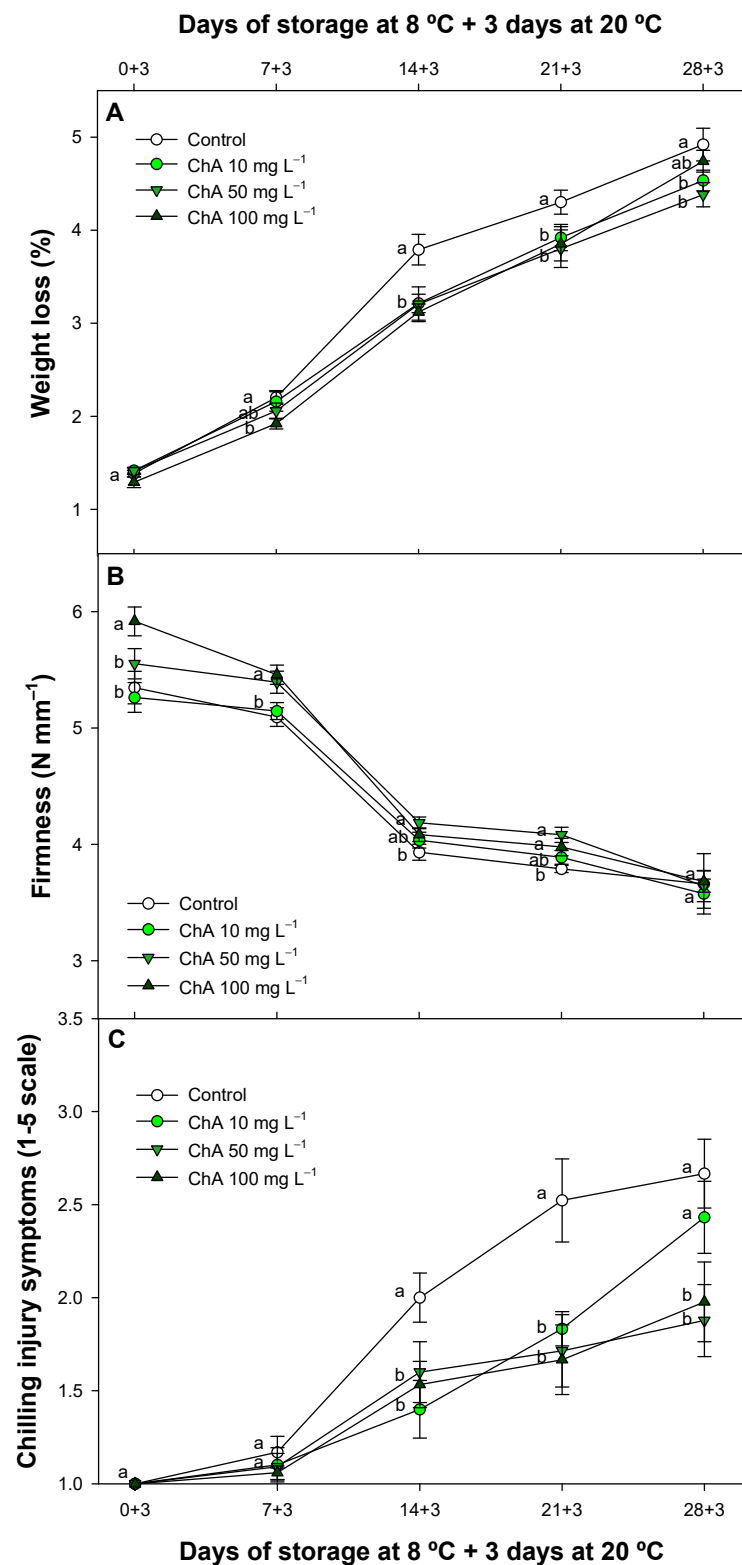 Days of storage at 8 ºC + 3 days at 20 ºC
0+3 7+3 14+3 21+3 28+3
A
Control
ChA 10 mg L⁻¹
ChA 50 mg L⁻¹
ChA 100 mg L⁻¹
Weight loss (%)
5
4
3
2
1
a
a
ab
b
a
b
a
b
b
a
ab
b
b
B
Firmness (N mm⁻¹)
6
5
4
3
a
b
b
a
b
a
ab
b
a
a
ab
b
a
a
Control
ChA 10 mg L⁻¹
ChA 50 mg L⁻¹
ChA 100 mg L⁻¹
C
Chilling injury symptoms (1-5 scale)
3.5
3.0
2.5
2.0
1.5
1.0
Control
ChA 10 mg L⁻¹
ChA 50 mg L⁻¹
ChA 100 mg L⁻¹
a
a
a
a
b
b
a
b
b
a
a
b
b
0+3 7+3 14+3 21+3 28+3
Days of storage at 8 ºC + 3 days at 20 ºC